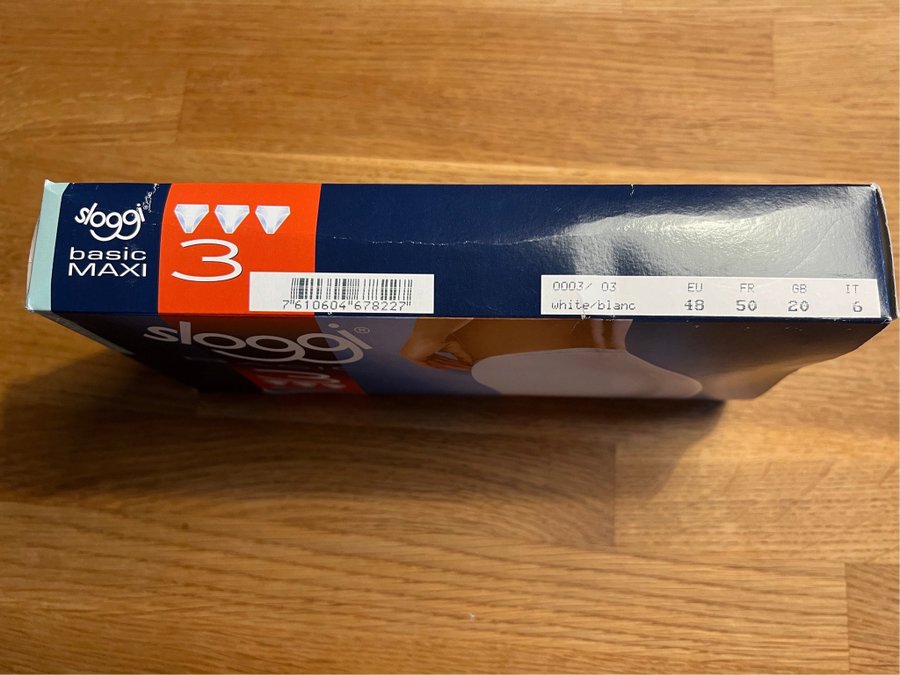 sloggi
basic
MAXI
3
7"610604"678227"
0003/ 03 EU FR GB IT
white/blanc 48 50 20 6
sloggi®